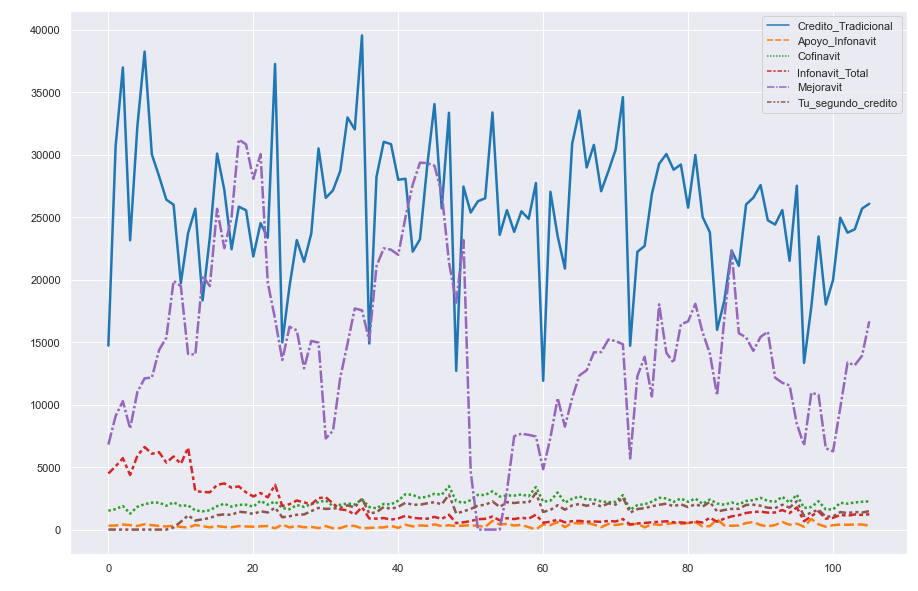 40000
35000
30000
25000
20000
15000
10000
5000
0
0
20
40
60
80
100
Credito_Tradicional
Apoyo_Infonavit
Cofinavit
Infonavit_Total
Mejoravit
Tu_segundo_credito